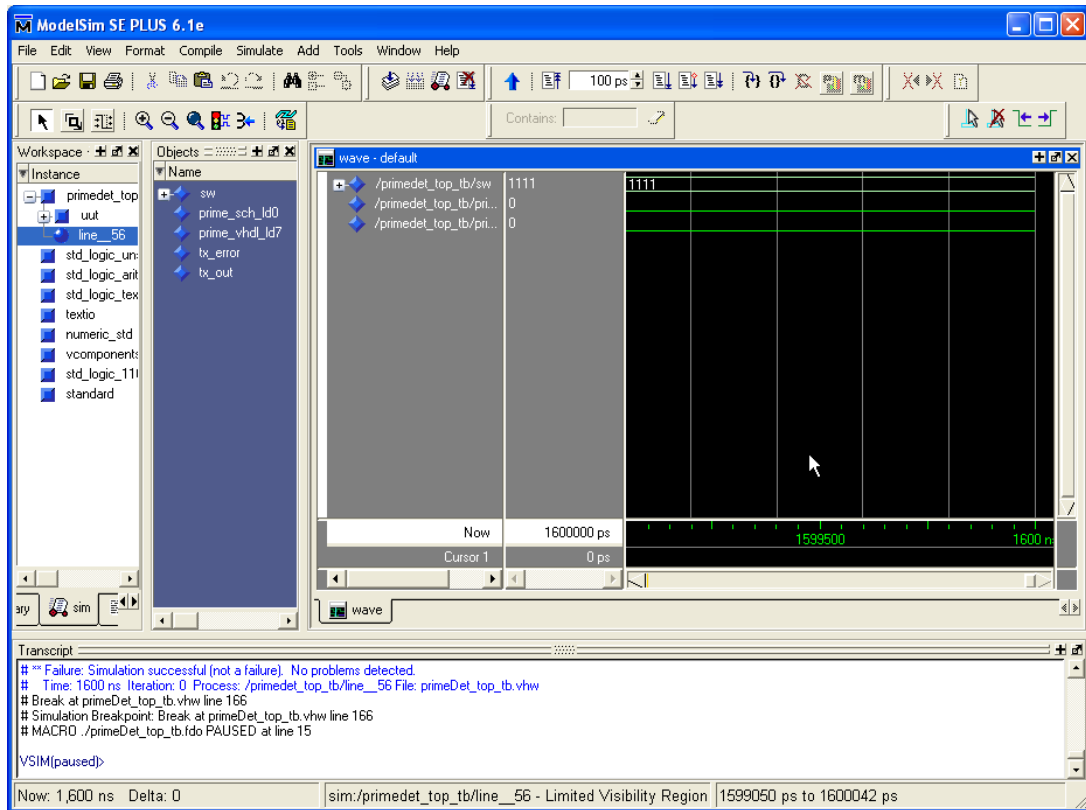 ModelSim SE PLUS 6.1e
File Edit View Format Compile Simulate Add Tools Window Help
100 ps
Contains:
Workspace
Instance
primedet_top
uut
line__56
std_logic_un
std_logic_arit
std_logic_tex
textio
numeric_std
vcomponents
std_logic_11
standard
sim
Objects
Name
sw
prime_sch_ld0
prime_vhdl_ld7
tx_error
tx_out
wave - default
/primedet_top_tb/sw 1111 1111
/primedet_top_tb/pri... 0
/primedet_top_tb/pri... 0
Now 1600000 ps 1599500 1600 n
Cursor 1 0 ps
wave
Transcript
# ** Failure: Simulation successful (not a failure). No problems detected.
# Time: 1600 ns Iteration: 0 Process: /primedet_top_tb/line__56 File: primeDet_top_tb.vhw
# Break at primeDet_top_tb.vhw line 166
# Simulation Breakpoint: Break at primeDet_top_tb.vhw line 166
# MACRO ./primeDet_top_tb.fdo PAUSED at line 15
VSIM(paused)>
Now: 1,600 ns Delta: 0 sim:/primedet_top_tb/line__56 - Limited Visibility Region 1599050 ps to 1600042 ps